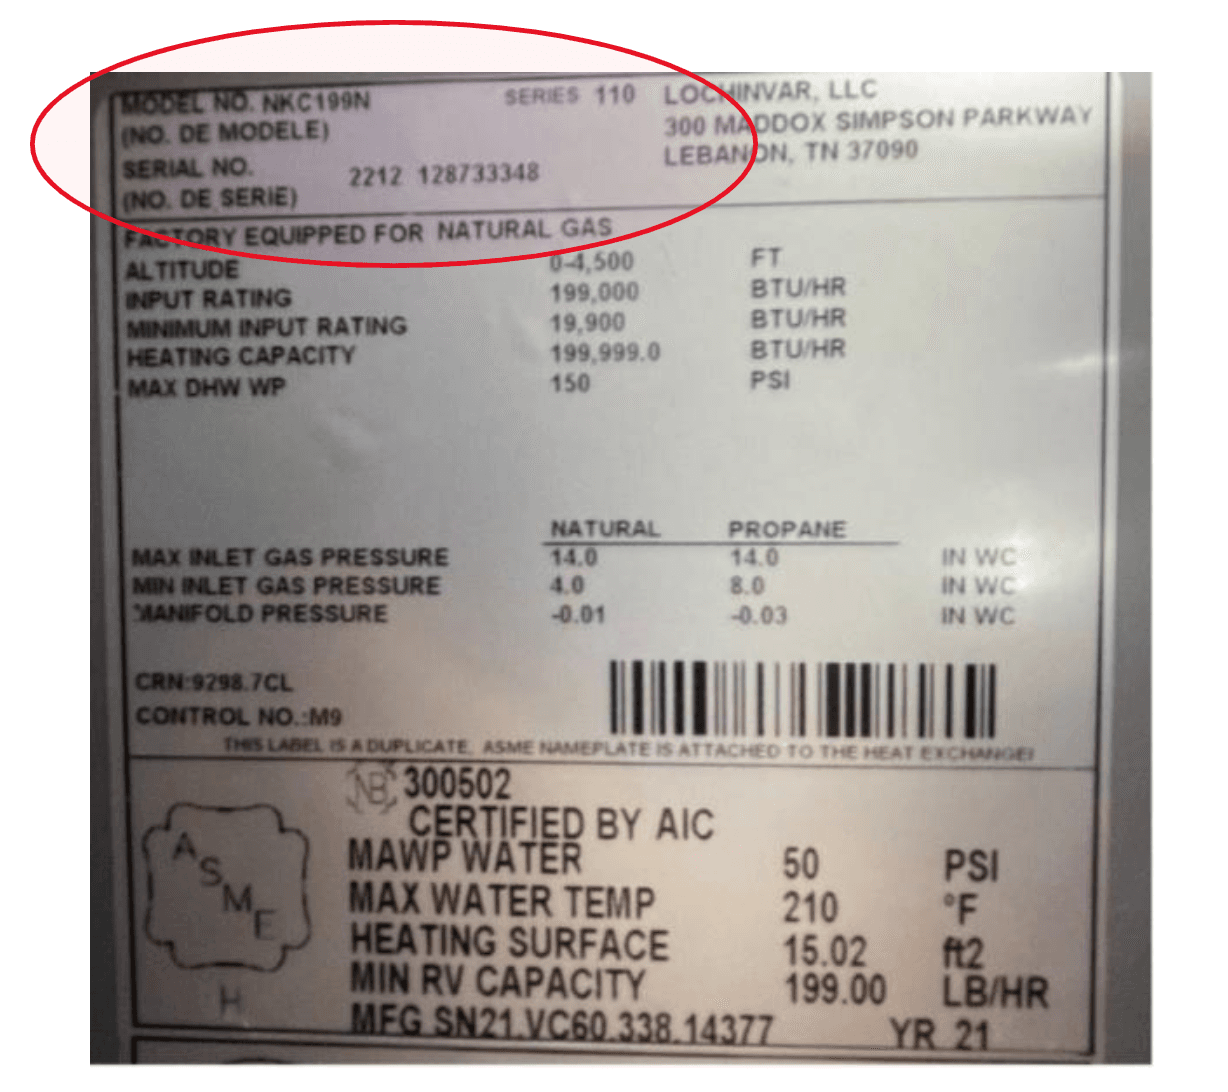 MODEL NO. NKC199N SERIES 110 LOCHINVAR, LLC
(NO. DE MODELE) 300 MADDOX SIMPSON PARKWAY
SERIAL NO. LEBANON, TN 37090
2212 128733348
(NO. DE SERIE)
FACTORY EQUIPPED FOR NATURAL GAS
ALTITUDE 0-4,500 FT
INPUT RATING 199,000 BTU/HR
MINIMUM INPUT RATING 19,900 BTU/HR
HEATING CAPACITY 199,999.0 BTU/HR
MAX DHW WP 150 PSI
NATURAL PROPANE
MAX INLET GAS PRESSURE 14.0 14.0 IN WC
MIN INLET GAS PRESSURE 4.0 8.0 IN WC
MANIFOLD PRESSURE -0.01 -0.03 IN WC
CRN:9298.7CL
CONTROL NO.:M9
THIS LABEL IS A DUPLICATE, ASME NAMEPLATE IS ATTACHED TO THE HEAT EXCHANGER
NB 300502
CERTIFIED BY AIC
MAWP WATER 50 PSI
MAX WATER TEMP 210 °F
HEATING SURFACE 15.02 ft2
MIN RV CAPACITY 199.00 LB/HR
MFG SN21.VC60.338.14377 YR 21
ASME
H